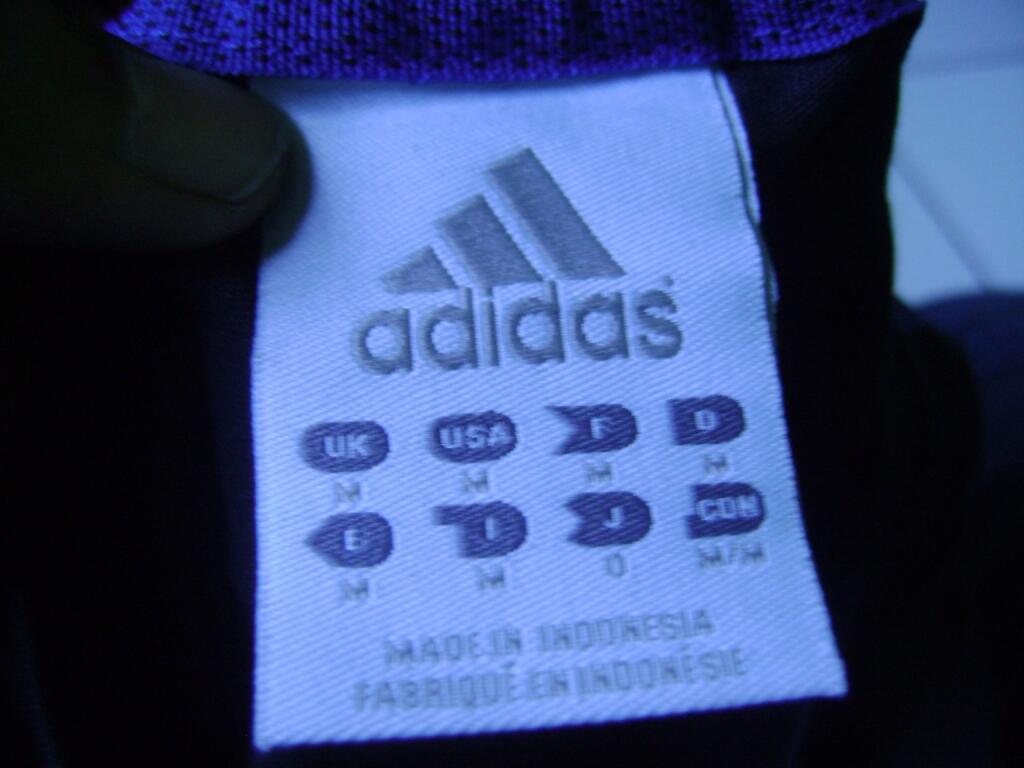 adidas
UK USA F D
M M M M
E I J CDN
M M O M/M
MADE IN INDONESIA
FABRIQUÉ EN INDONÉSIE